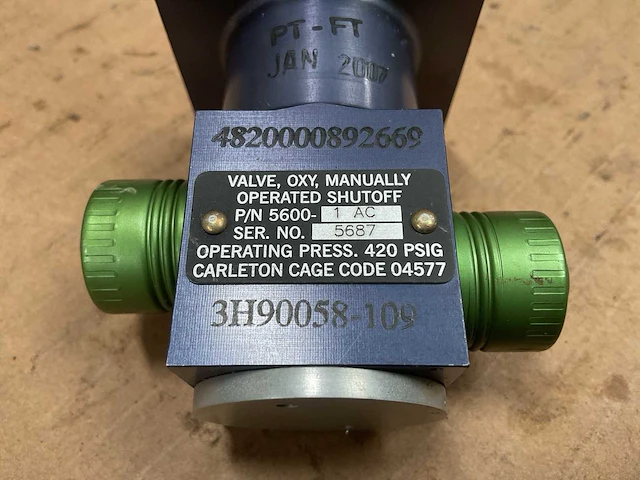 PT-FT
JAN 2007
4820000892669
VALVE, OXY, MANUALLY
OPERATED SHUTOFF
P/N 5600- 1 AC
SER. NO. 5687
OPERATING PRESS. 420 PSIG
CARLETON CAGE CODE 04577
3H90058-109